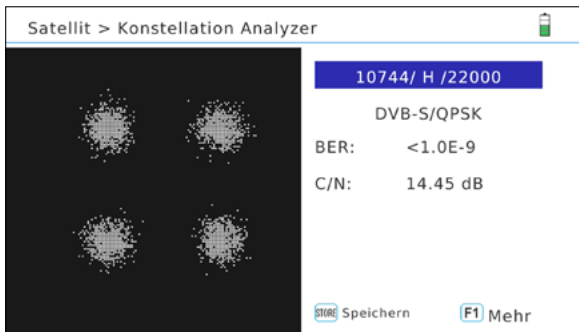 Satellit > Konstellation Analyzer
10744/ H /22000
DVB-S/QPSK
BER: <1.0E-9
C/N: 14.45 dB
STORE Speichern F1 Mehr